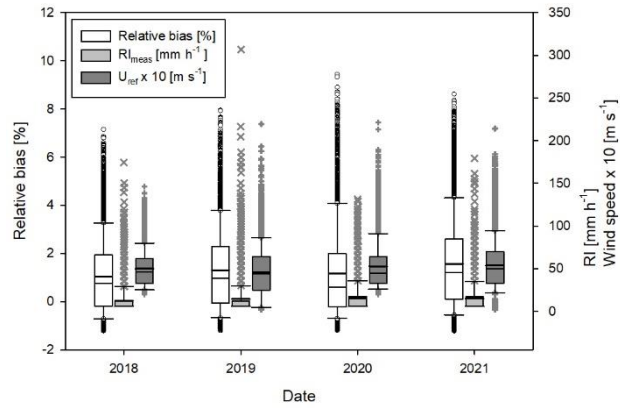 12
10
8
6
4
2
0
-2
Relative bias [%]
Relative bias [%]
RI_meas [mm h⁻¹]
U_ref x 10 [m s⁻¹]
350
300
250
200
150
100
50
0
RI [mm h⁻¹]
Wind speed x 10 [m s⁻¹]
2018 2019 2020 2021
Date